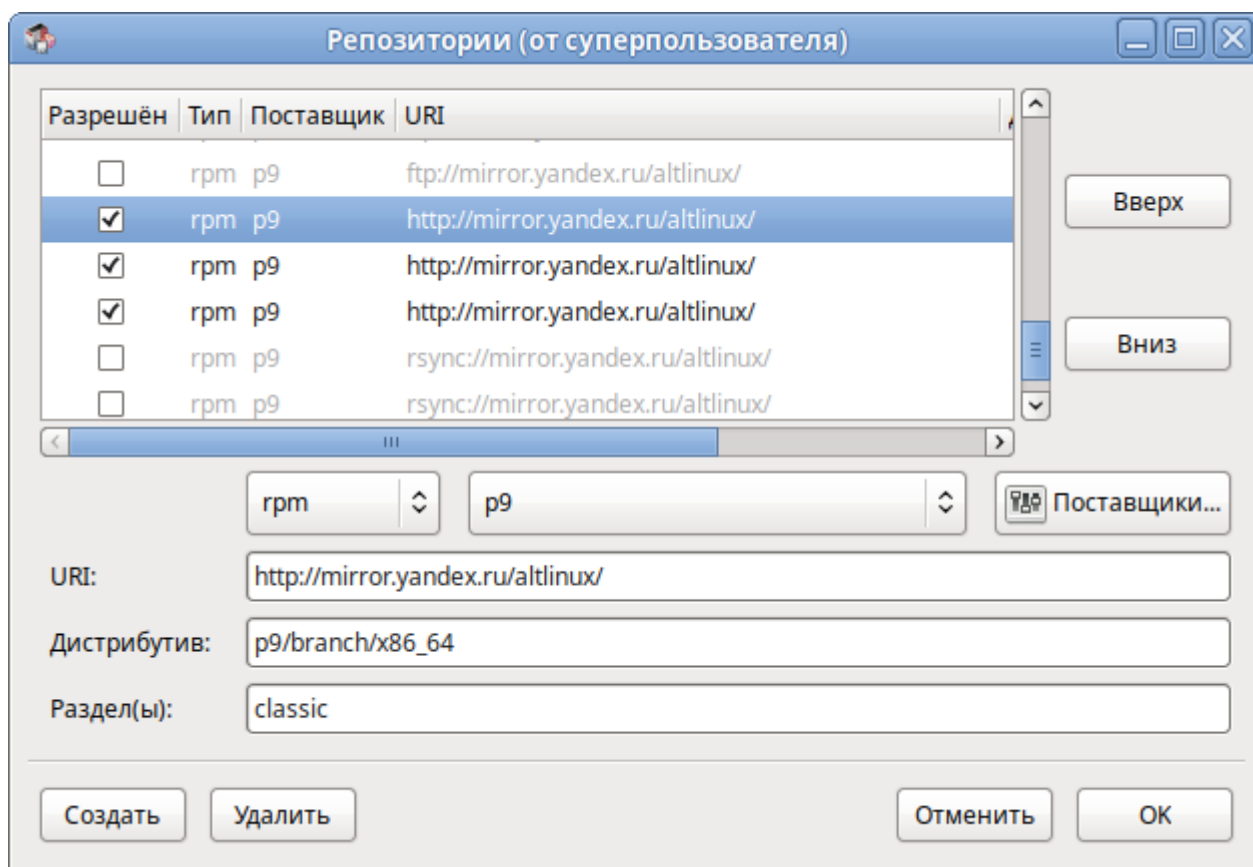 Репозитории (от суперпользователя)
Разрешён Тип Поставщик URI
rpm p9 ftp://mirror.yandex.ru/altlinux/
rpm p9 http://mirror.yandex.ru/altlinux/
Вверх
rpm p9 http://mirror.yandex.ru/altlinux/
rpm p9 http://mirror.yandex.ru/altlinux/
Вниз
rpm p9 rsync://mirror.yandex.ru/altlinux/
rpm p9 rsync://mirror.yandex.ru/altlinux/
rpm p9 Поставщики...
URI: http://mirror.yandex.ru/altlinux/
Дистрибутив: p9/branch/x86_64
Раздел(ы): classic
Создать Удалить Отменить OK